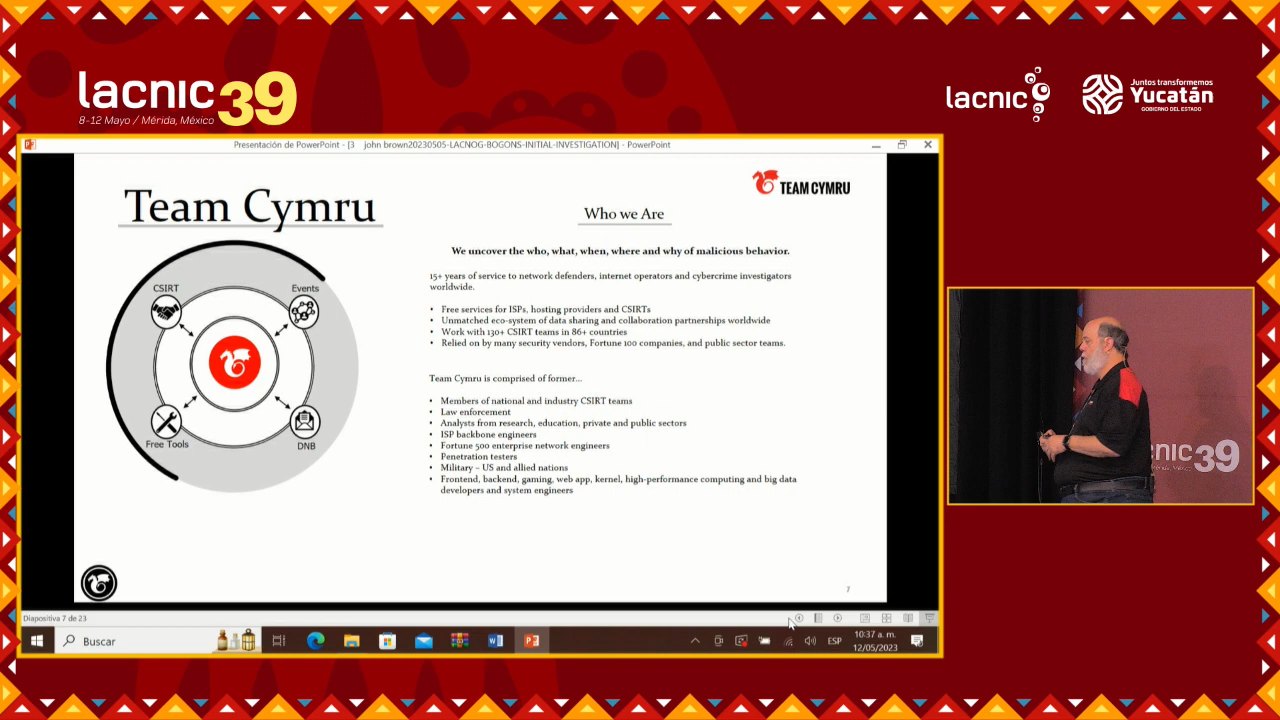 lacnic39
8-12 Mayo / Mérida, México
lacnic
Juntos transformemos
Yucatán
GOBIERNO DEL ESTADO
Presentación de PowerPoint - [3 john brown20230505-LACNOG-BOGONS-INITIAL-INVESTIGATION] - PowerPoint
TEAM CYMRU
Team Cymru
CSIRT
Events
Free Tools
DNB
Who we Are
We uncover the who, what, when, where and why of malicious behavior.
15+ years of service to network defenders, internet operators and cybercrime investigators
worldwide.
• Free services for ISPs, hosting providers and CSIRTs
• Unmatched eco-system of data sharing and collaboration partnerships worldwide
• Work with 130+ CSIRT teams in 86+ countries
• Relied on by many security vendors, Fortune 100 companies, and public sector teams.
Team Cymru is comprised of former...
• Members of national and industry CSIRT teams
• Law enforcement
• Analysts from research, education, private and public sectors
• ISP backbone engineers
• Fortune 500 enterprise network engineers
• Penetration testers
• Military – US and allied nations
• Frontend, backend, gaming, web app, kernel, high-performance computing and big data
developers and system engineers
7
Diapositiva 7 de 23
Buscar
ESP
10:37 a. m.
12/05/2023
nic39